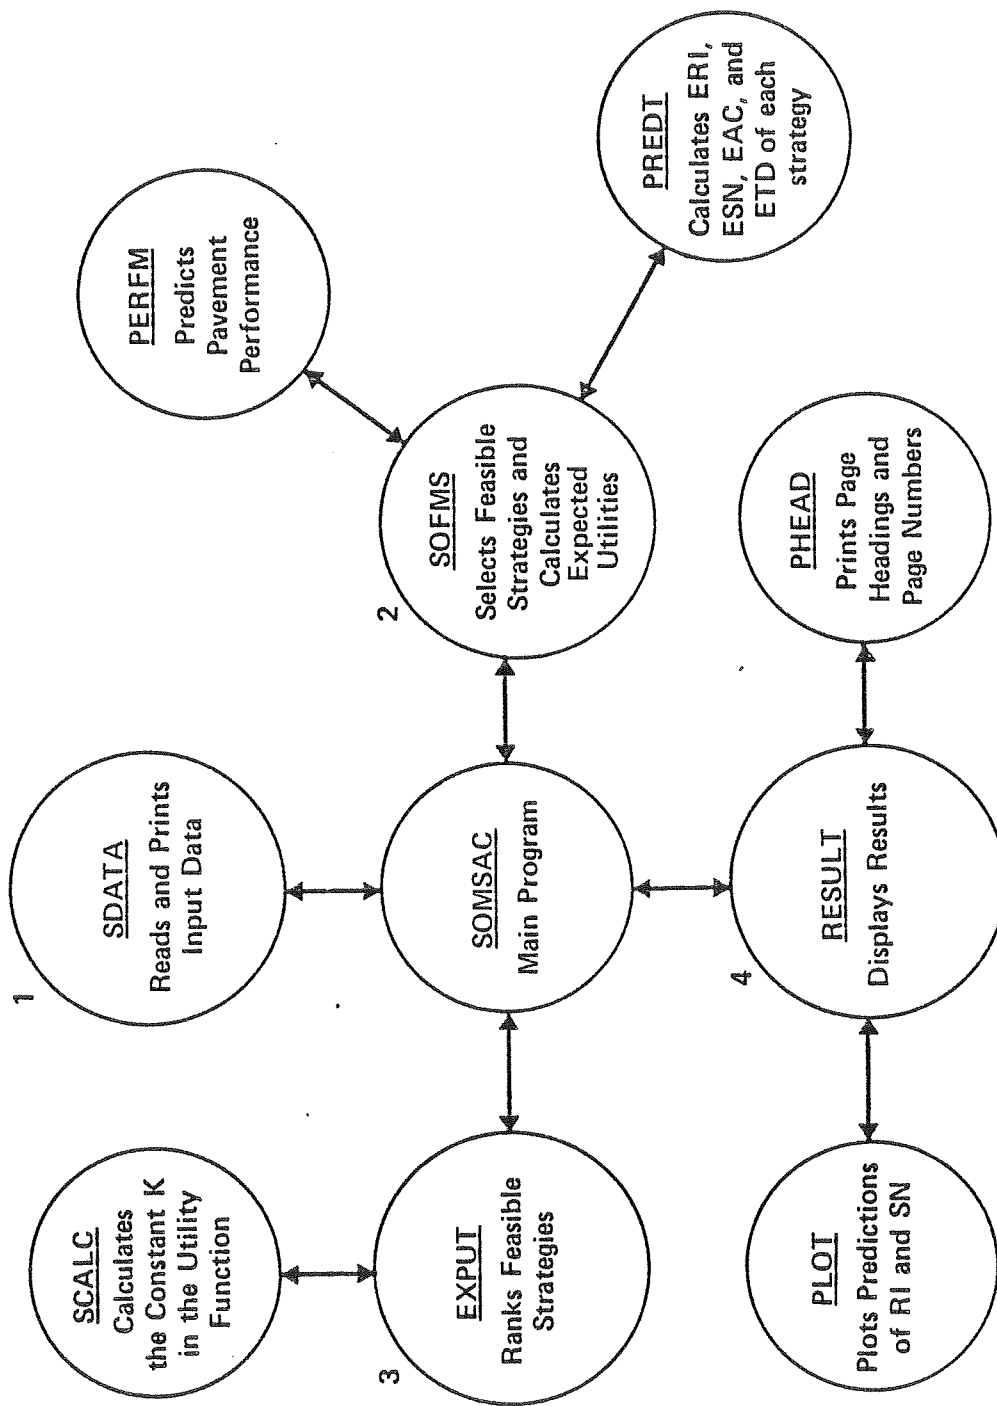 SCALC
Calculates
the Constant K
in the Utility
Function
1
SDATA
Reads and Prints
Input Data
PERFM
Predicts
Pavement
Performance
3
EXPUT
Ranks Feasible
Strategies
SOMSAC
Main Program
2
SOFMS
Selects Feasible
Strategies and
Calculates
Expected
Utilities
PREDT
Calculates ERI,
ESN, EAC, and
ETD of each
strategy
PLOT
Plots Predictions
of RI and SN
4
RESULT
Displays Results
PHEAD
Prints Page
Headings and
Page Numbers